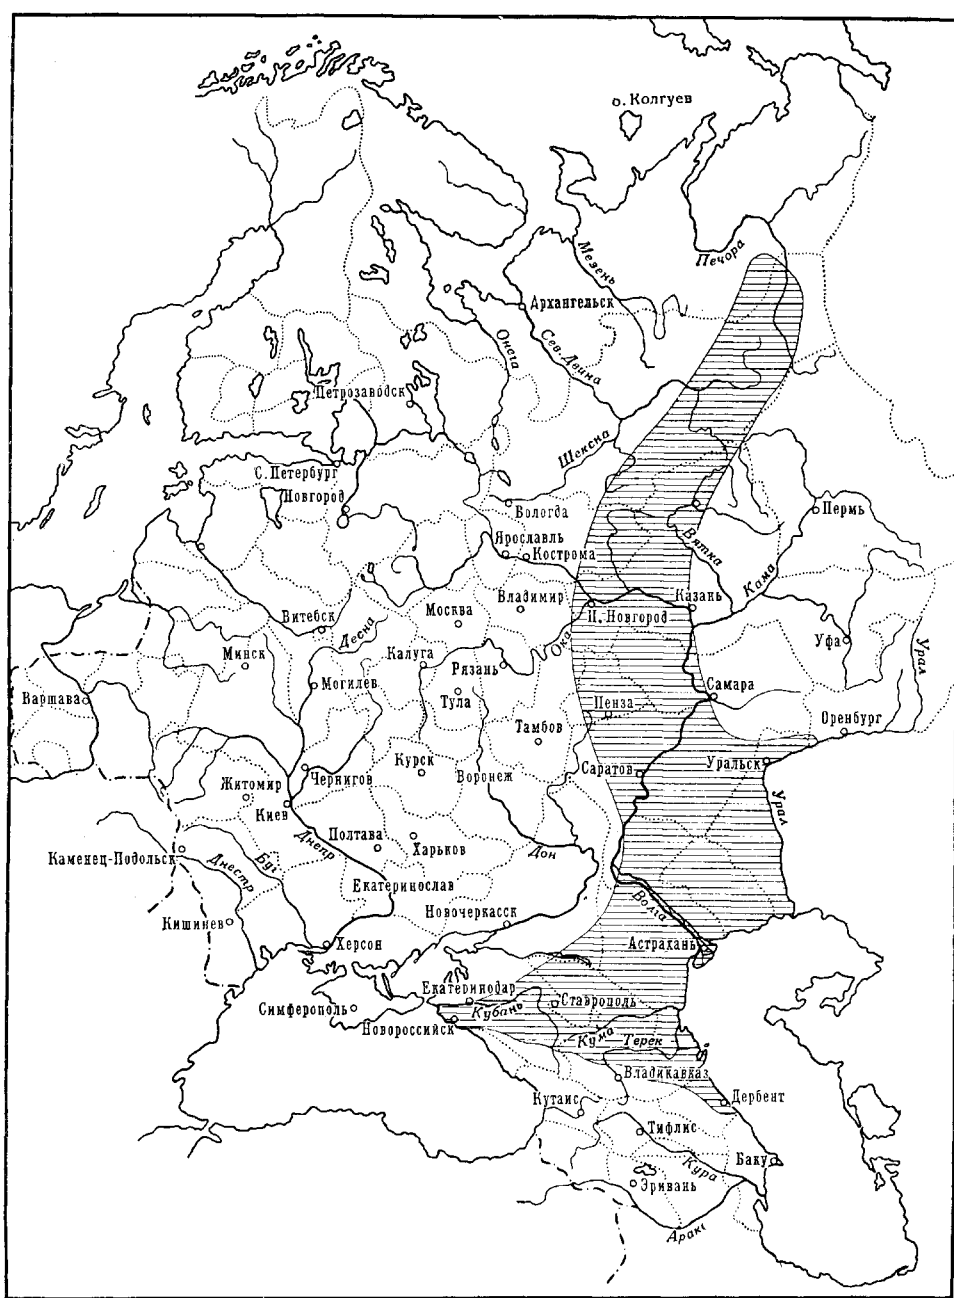 о. Колгуев
Печора
Мезень
Архангельск
Онега
Сев. Двина
Петрозаводск
Шексна
С. Петербург
Новгород
Вологда
Пермь
Вятка
Ярославль
Кострома
Кама
Владимир
Казань
Н. Новгород
Витебск
Десна
Москва
Ока
Уфа
Урал
Минск
Калуга
Рязань
Могилев
Варшава
Тула
Самара
Пенза
Оренбург
Тамбов
Чернигов
Курск
Воронеж
Саратов
Уральск
Житомир
Киев
Урал
Полтава
Харьков
Днепр
Дон
Каменец-Подольск
Днестр
Буг
Екатеринослав
Волга
Кишинев
Новочеркасск
Херсон
Астрахань
Екатеринодар
Симферополь
Кубань
Ставрополь
Новороссийск
Кума
Терек
Владикавказ
Кутаис
Дербент
Тифлис
Кура
Баку
Эривань